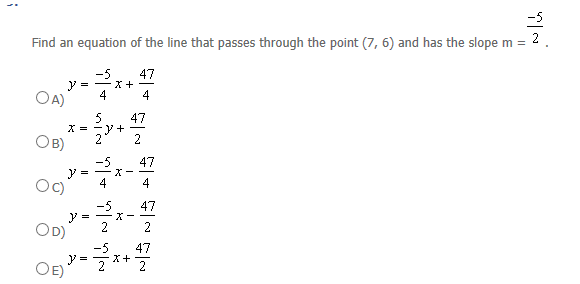 Find an equation of the line that passes through the point (7, 6) and has the slope m = -5/2 .
A) y = -5/4 x + 47/4
B) x = 5/2 y + 47/2
C) y = -5/4 x - 47/4
D) y = -5/2 x - 47/2
E) y = -5/2 x + 47/2